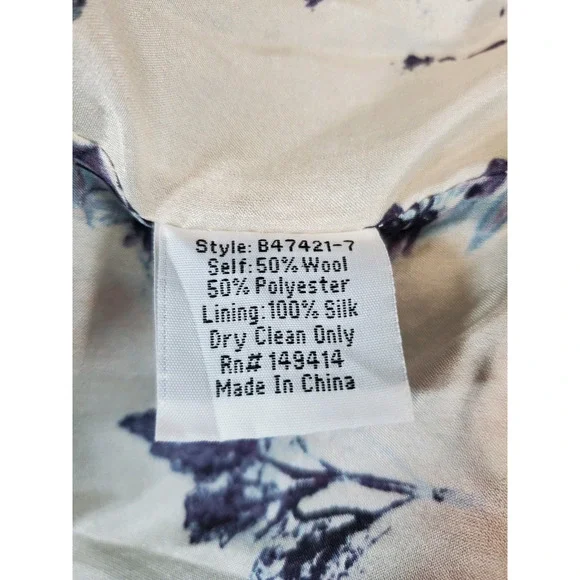 Style: B47421-7
Self: 50% Wool
50% Polyester
Lining: 100% Silk
Dry Clean Only
Rn# 149414
Made In China